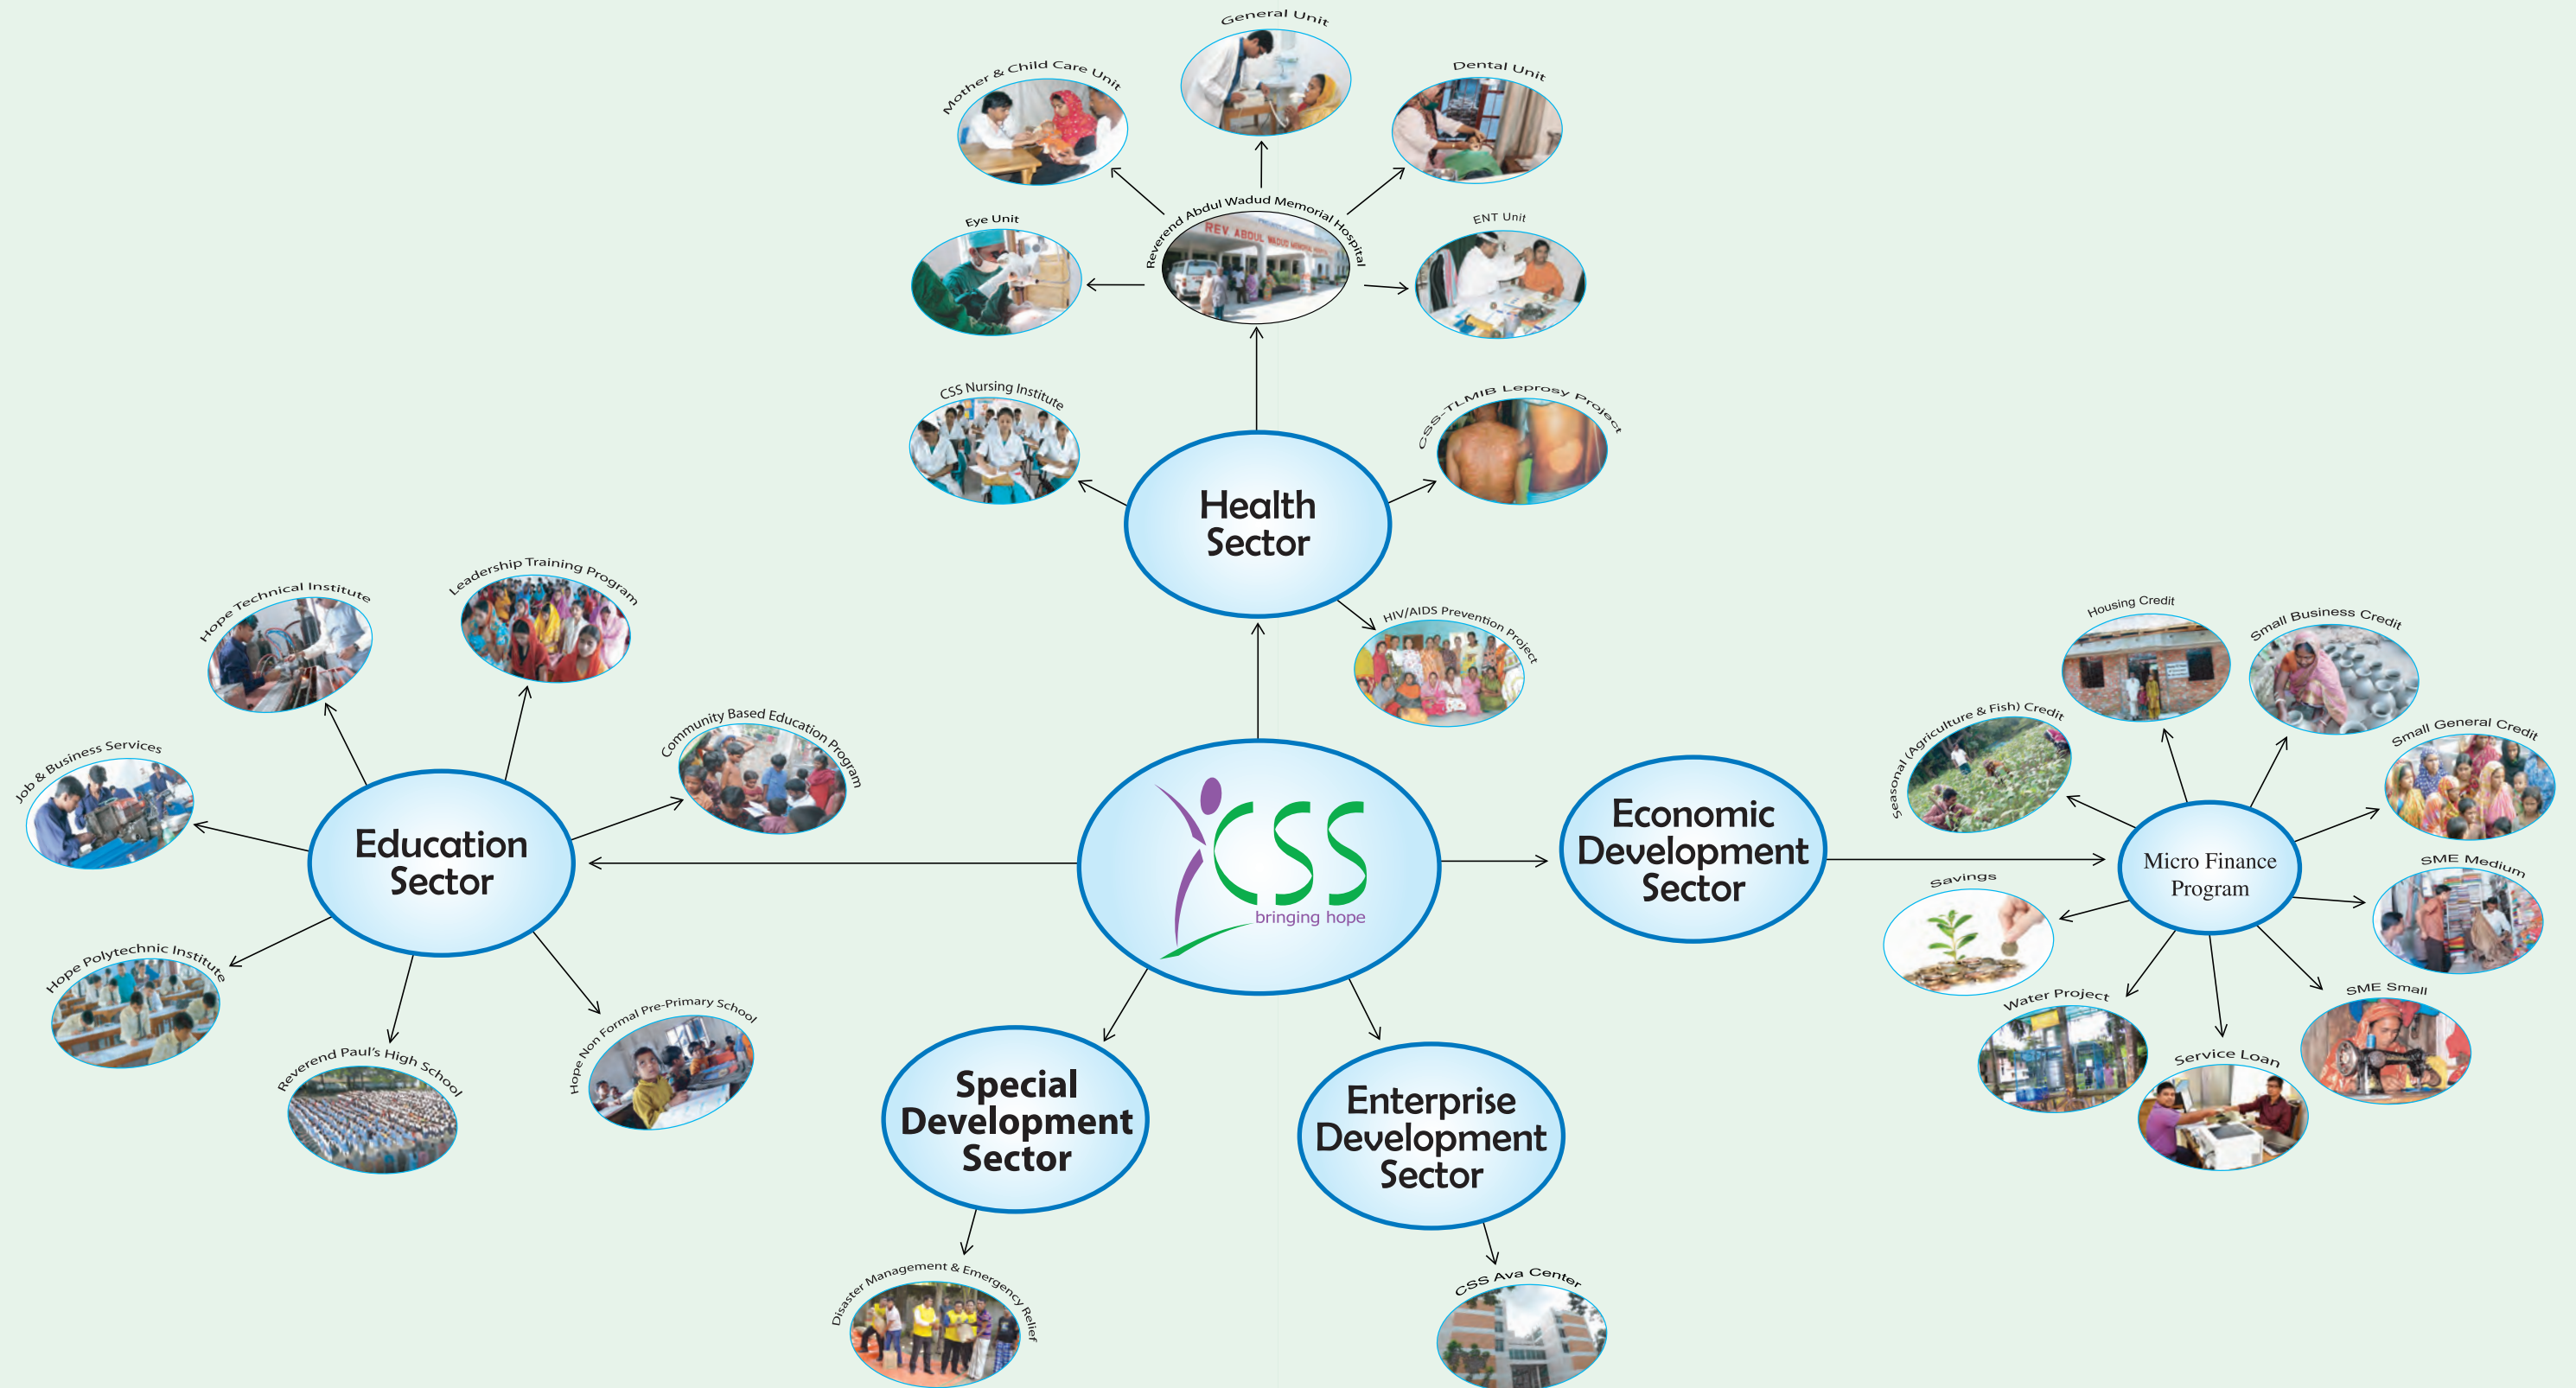 General Unit
Mother & Child Care Unit
Dental Unit
Eye Unit
Reverend Abdul Wadud Memorial Hospital
REV ABDUL WADUD MEMORIAL HOSPITAL
ENT Unit
CSS Nursing Institute
CSS-TLMIB Leprosy Project
Health
Sector
HIV/AIDS Prevention Project
Hope Technical Institute
Leadership Training Program
Job & Business Services
Community Based Education Program
Education
Sector
Hope Polytechnic Institute
Reverend Paul's High School
Hope Non Formal Pre-Primary School
CSS
bringing hope
Economic
Development
Sector
Housing Credit
Small Business Credit
Seasonal (Agriculture & Fish) Credit
Small General Credit
Micro Finance
Program
SME Medium
Savings
Water Project
Service Loan
SME Small
Special
Development
Sector
Enterprise
Development
Sector
Disaster Management & Emergency Relief
CSS Ava Center